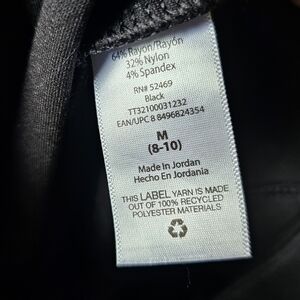 64% Rayon/Rayón
32% Nylon
4% Spandex
RN# 52469
Black
TT32100031232
EAN/UPC 8 8496824354
M
(8-10)
Made in Jordan
Hecho En Jordania
THIS LABEL YARN IS MADE
OUT OF 100% RECYCLED
POLYESTER MATERIALS